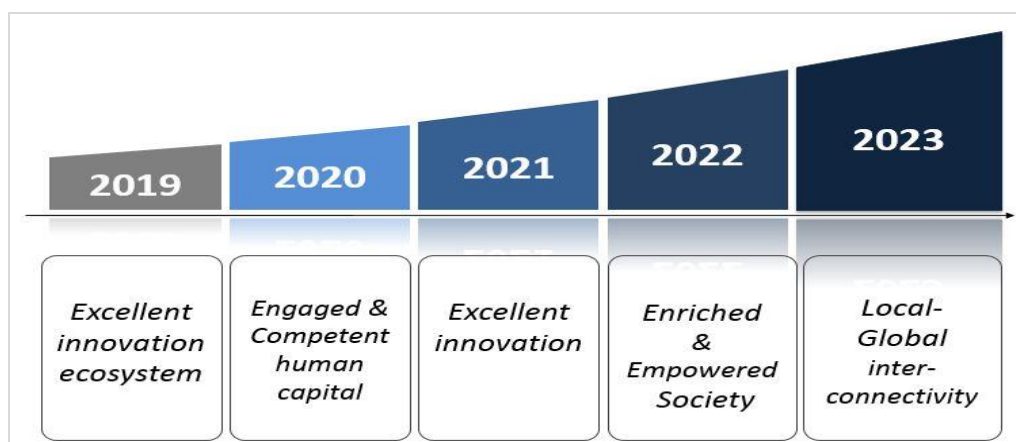 2019
2020
2021
2022
2023
Excellent
innovation
ecosystem
Engaged &
Competent
human
capital
Excellent
innovation
Enriched
&
Empowered
Society
Local-
Global
inter-
connectivity